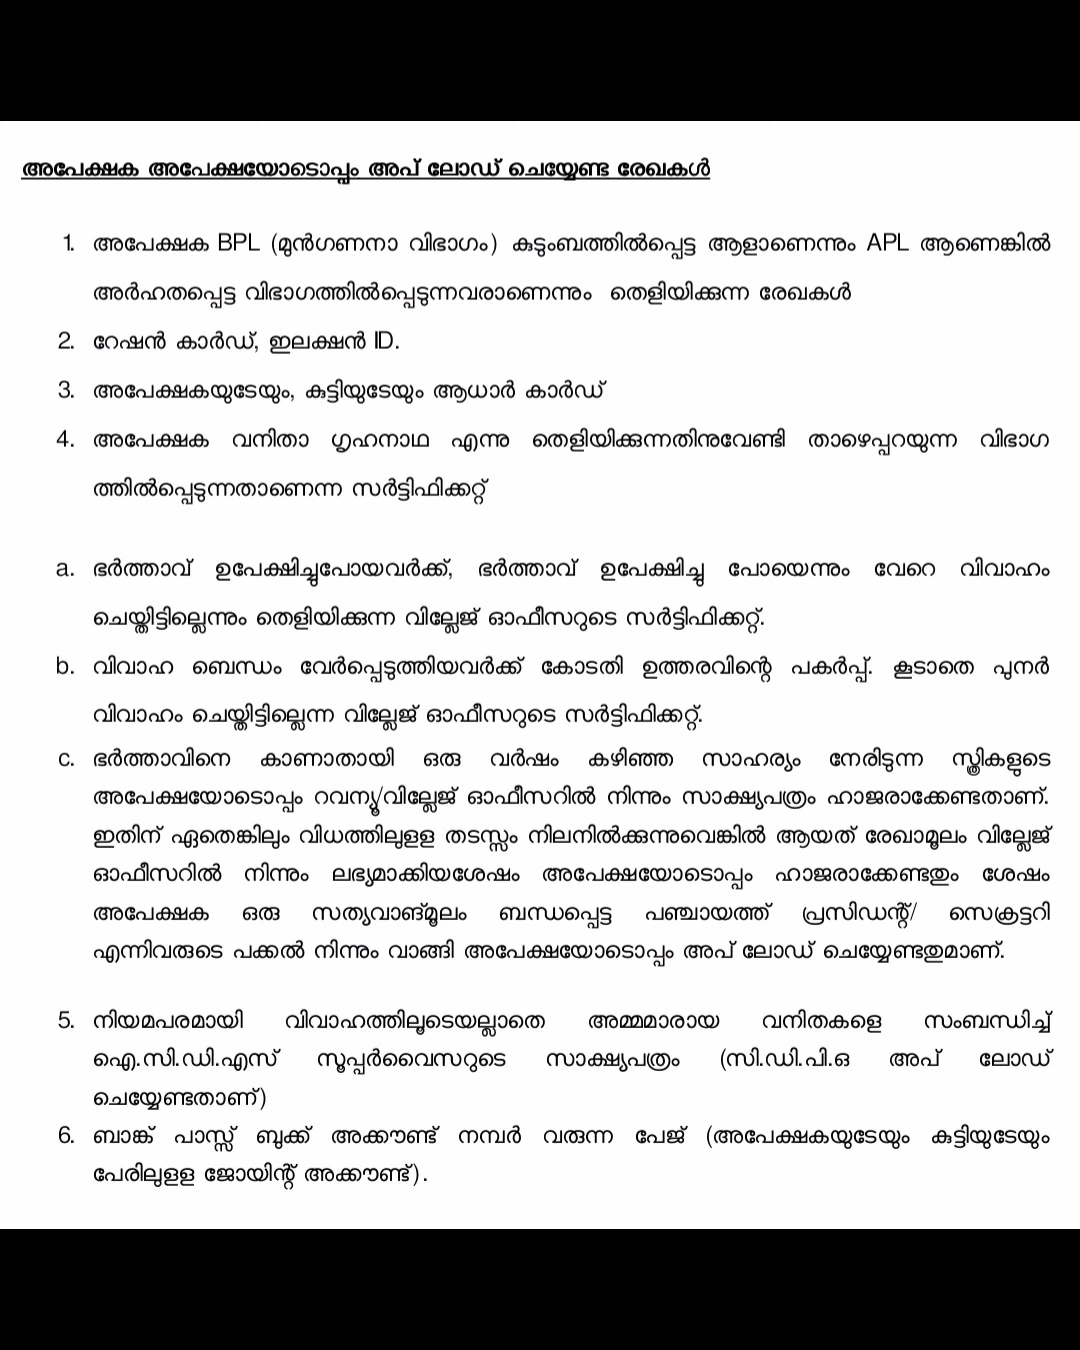 അപേക്ഷക അപേക്ഷയോടൊപ്പം അപ് ലോഡ് ചെയ്യേണ്ട രേഖകൾ
1. അപേക്ഷക BPL (മുൻഗണനാ വിഭാഗം) കുടുംബത്തിൽപ്പെട്ട ആളാണെന്നും APL ആണെങ്കിൽ
അർഹതപ്പെട്ട വിഭാഗത്തിൽപ്പെടുന്നവരാണെന്നും തെളിയിക്കുന്ന രേഖകൾ
2. റേഷൻ കാർഡ്, ഇലക്ഷൻ ID.
3. അപേക്ഷകയുടേയും, കുട്ടിയുടേയും ആധാർ കാർഡ്
4. അപേക്ഷക വനിതാ ഗൃഹനാഥ എന്നു തെളിയിക്കുന്നതിനുവേണ്ടി താഴെപ്പറയുന്ന വിഭാഗ
ത്തിൽപ്പെടുന്നതാണെന്ന സർട്ടിഫിക്കറ്റ്
a. ഭർത്താവ് ഉപേക്ഷിച്ചുപോയവർക്ക്, ഭർത്താവ് ഉപേക്ഷിച്ചു പോയെന്നും വേറെ വിവാഹം
ചെയ്തിട്ടില്ലെന്നും തെളിയിക്കുന്ന വില്ലേജ് ഓഫീസറുടെ സർട്ടിഫിക്കറ്റ്.
b. വിവാഹ ബെന്ധം വേർപ്പെടുത്തിയവർക്ക് കോടതി ഉത്തരവിന്റെ പകർപ്പ്. കൂടാതെ പുനർ
വിവാഹം ചെയ്തിട്ടില്ലെന്ന വില്ലേജ് ഓഫീസറുടെ സർട്ടിഫിക്കറ്റ്.
c. ഭർത്താവിനെ കാണാതായി ഒരു വർഷം കഴിഞ്ഞ സാഹര്യം നേരിടുന്ന സ്ത്രികളുടെ
അപേക്ഷയോടൊപ്പം റവന്യൂ/വില്ലേജ് ഓഫീസറിൽ നിന്നും സാക്ഷ്യപത്രം ഹാജരാക്കേണ്ടതാണ്.
ഇതിന് ഏതെങ്കിലും വിധത്തിലുളള തടസ്സം നിലനിൽക്കുന്നുവെങ്കിൽ ആയത് രേഖാമൂലം വില്ലേജ്
ഓഫീസറിൽ നിന്നും ലഭ്യമാക്കിയശേഷം അപേക്ഷയോടൊപ്പം ഹാജരാക്കേണ്ടതും ശേഷം
അപേക്ഷക ഒരു സത്യവാങ്മൂലം ബന്ധപ്പെട്ട പഞ്ചായത്ത് പ്രസിഡന്റ്/ സെക്രട്ടറി
എന്നിവരുടെ പക്കൽ നിന്നും വാങ്ങി അപേക്ഷയോടൊപ്പം അപ് ലോഡ് ചെയ്യേണ്ടതുമാണ്.
5. നിയമപരമായി വിവാഹത്തിലൂടെയല്ലാതെ അമ്മമാരായ വനിതകളെ സംബന്ധിച്ച്
ഐ.സി.ഡി.എസ് സൂപ്പർവൈസറുടെ സാക്ഷ്യപത്രം (സി.ഡി.പി.ഒ അപ് ലോഡ്
ചെയ്യേണ്ടതാണ്)
6. ബാങ്ക് പാസ്സ് ബുക്ക് അക്കൗണ്ട് നമ്പർ വരുന്ന പേജ് (അപേക്ഷകയുടേയും കുട്ടിയുടേയും
പേരിലുളള ജോയിന്റ് അക്കൗണ്ട്).